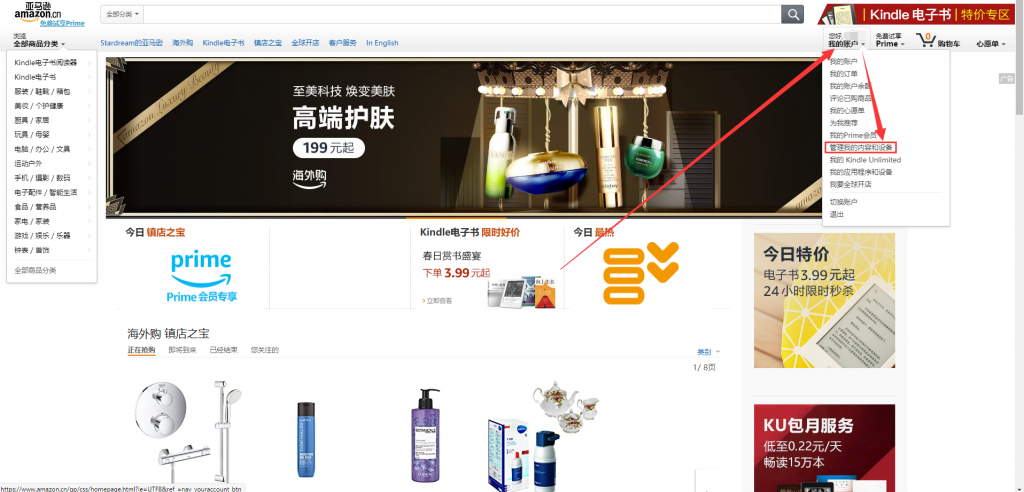 亚马逊
amazon.cn
免费试享Prime
全部商品分类
Kindle 电子书 | 特价专区
浏览
全部商品分类
Stardream的亚马逊 海外购 Kindle电子书 镇店之宝 全球开店 客户服务 In English
您好,
我的账户
免费试享
Prime
0
购物车
心愿单
Kindle电子书阅读器
Kindle电子书
服装 / 鞋靴 / 箱包
美妆 / 个护健康
厨具 / 家居
玩具 / 母婴
电脑 / 办公 / 文具
运动户外
手机 / 摄影 / 数码
电子配件 / 智能生活
食品 / 营养品
家电 / 家装
游戏 / 娱乐 / 乐器
钟表 / 首饰
全部商品分类
Amazon Luxury Beauty
至美科技 焕变美肤
高端护肤
199 元起
海外购
我的账户
我的订单
我的账户余额
评论已购商品
我的心愿单
为我推荐
我的Prime会员
管理我的内容和设备
我的 Kindle Unlimited
我的应用程序和设备
我要全球开店
切换账户
退出
广告
今日 镇店之宝
prime
Prime 会员专享
Kindle电子书 限时好价
春日赏书盛宴
下单 3.99 元起
立即查看
今日 最热
今日特价
电子书 3.99 元起
24 小时限时秒杀
海外购 镇店之宝
正在抢购 即将到来 已经结束 您关注的
类别
1/ 8页
KU包月服务
低至0.22元/天
畅读15万本
https://www.amazon.cn/gp/css/homepage.html?ie=UTF8&ref_=nav_youraccount_btn